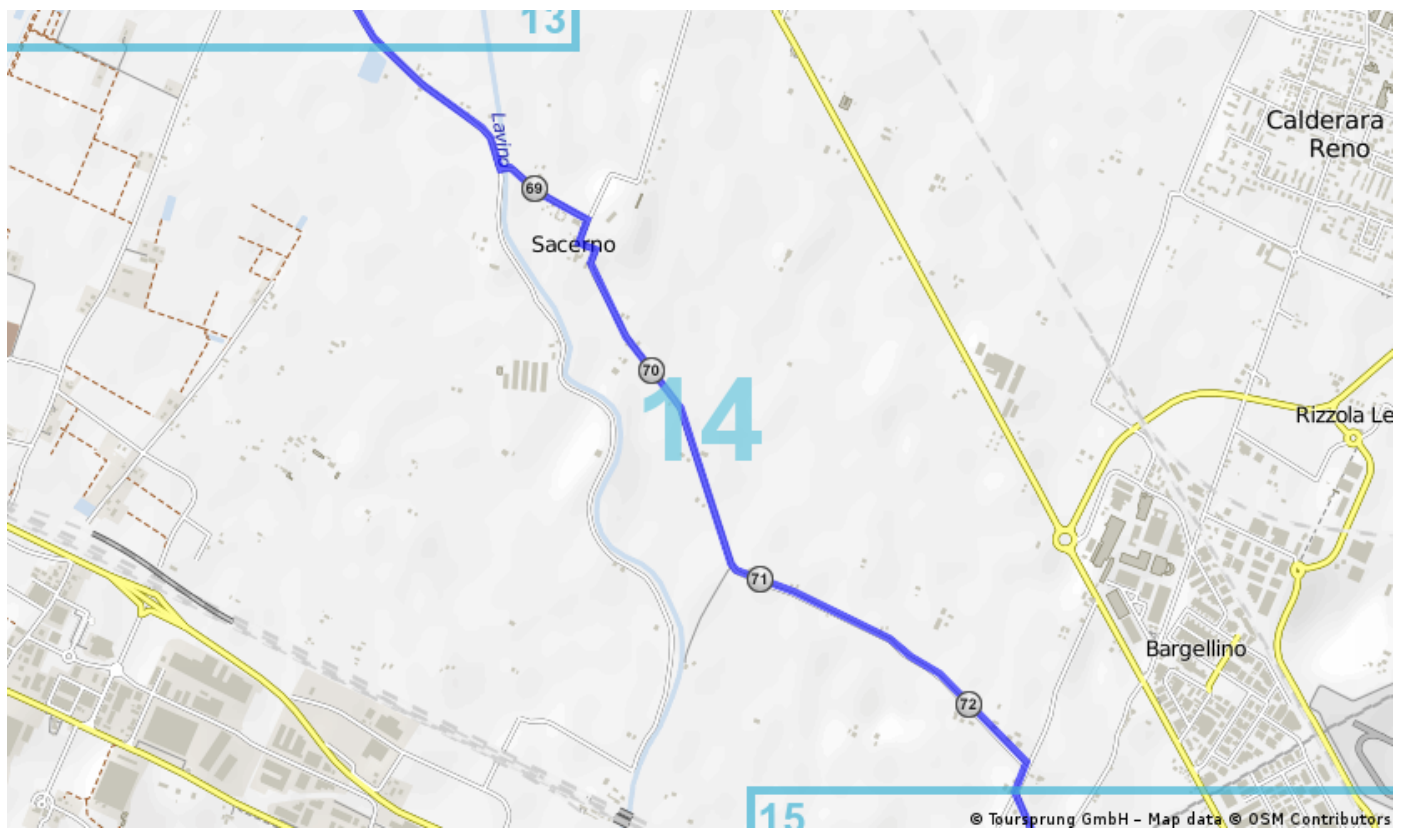 13
Calderara
Reno
Lavino
69
Sacerno
70
14
Rizzola Le
71
Bargellino
72
15
© Toursprung GmbH – Map data © OSM Contributors